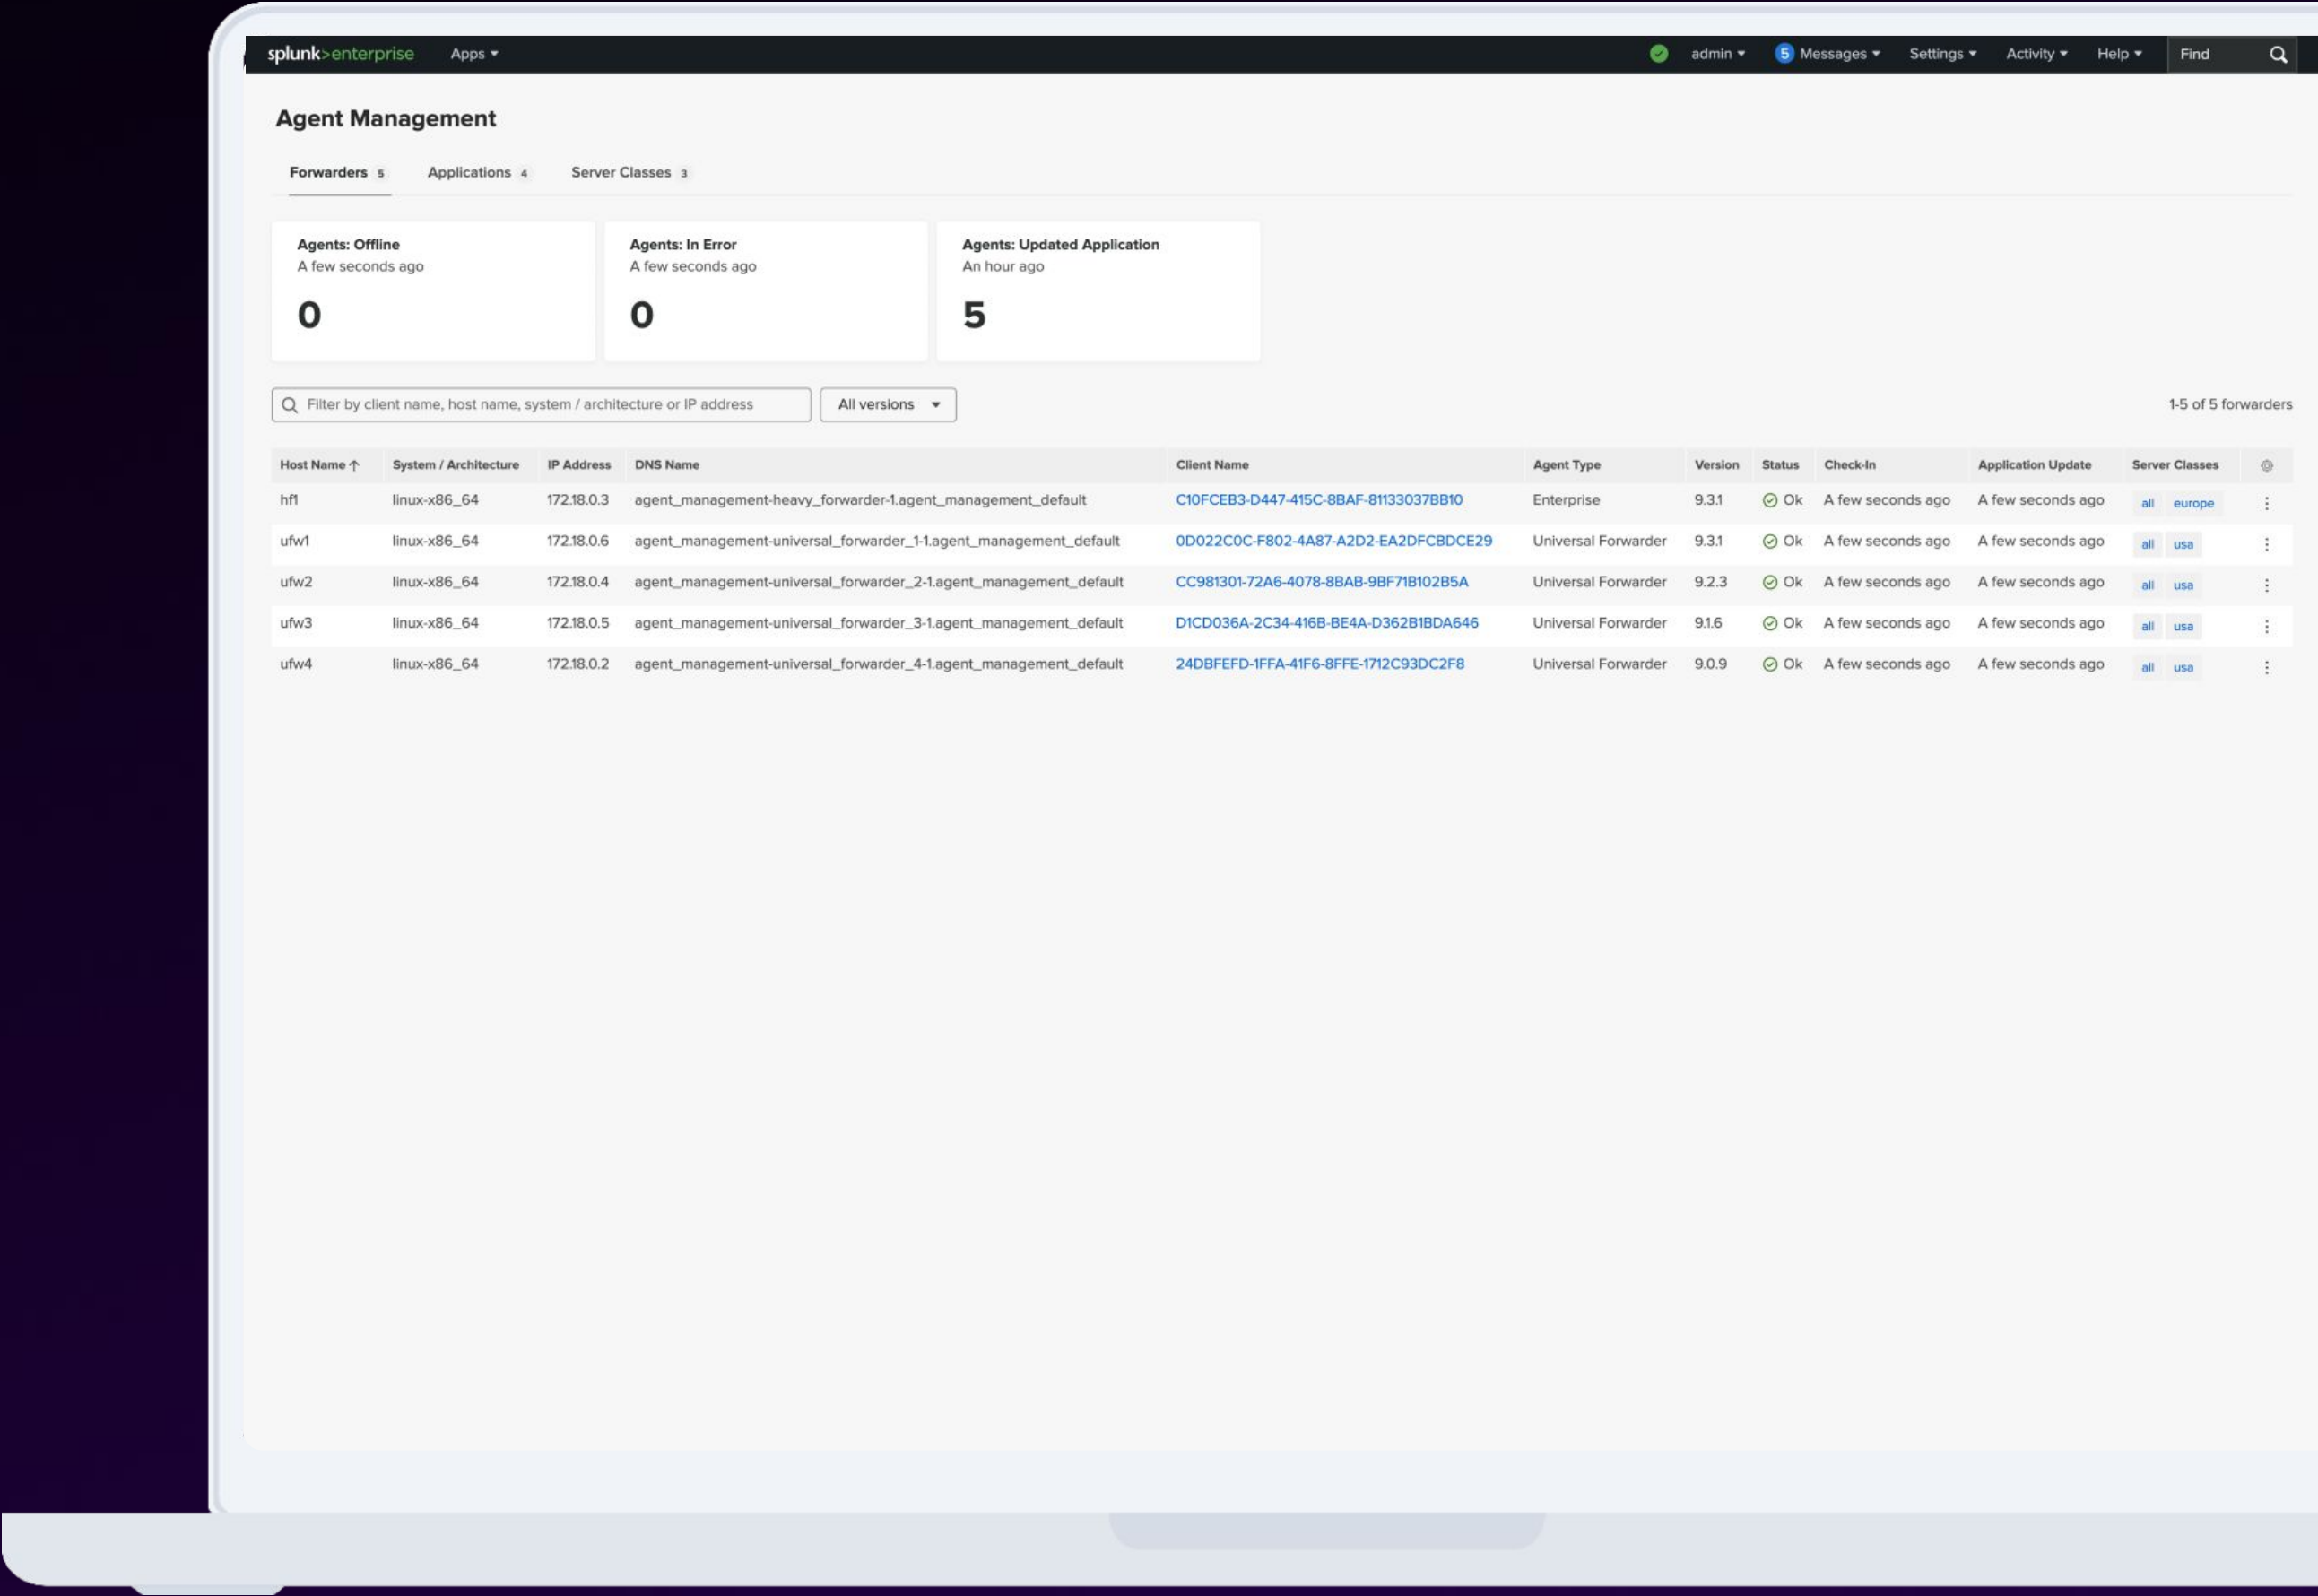 splunk>enterprise Apps admin 5 Messages Settings Activity Help Find
Agent Management
Forwarders 5 Applications 4 Server Classes 3
Agents: Offline Agents: In Error Agents: Updated Application
A few seconds ago A few seconds ago An hour ago
0 0 5
Filter by client name, host name, system / architecture or IP address All versions 1-5 of 5 forwarders
Host Name System / Architecture IP Address DNS Name Client Name Agent Type Version Status Check-In Application Update Server Classes
hf1 linux-x86_64 172.18.0.3 agent_management-heavy_forwarder-1.agent_management_default C10FCEB3-D447-415C-8BAF-81133037BB10 Enterprise 9.3.1 Ok A few seconds ago A few seconds ago all europe
ufw1 linux-x86_64 172.18.0.6 agent_management-universal_forwarder_1-1.agent_management_default 0D022C0C-F802-4A87-A2D2-EA2DFCBDCE29 Universal Forwarder 9.3.1 Ok A few seconds ago A few seconds ago all usa
ufw2 linux-x86_64 172.18.0.4 agent_management-universal_forwarder_2-1.agent_management_default CC981301-72A6-4078-8BAB-9BF71B102B5A Universal Forwarder 9.2.3 Ok A few seconds ago A few seconds ago all usa
ufw3 linux-x86_64 172.18.0.5 agent_management-universal_forwarder_3-1.agent_management_default D1CD036A-2C34-416B-BE4A-D362B1BDA646 Universal Forwarder 9.1.6 Ok A few seconds ago A few seconds ago all usa
ufw4 linux-x86_64 172.18.0.2 agent_management-universal_forwarder_4-1.agent_management_default 24DBFEFD-1FFA-41F6-8FFE-1712C93DC2F8 Universal Forwarder 9.0.9 Ok A few seconds ago A few seconds ago all usa